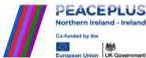 PEACEPLUS
Northern Ireland - Ireland
Co-funded by the
European Union
UK Government